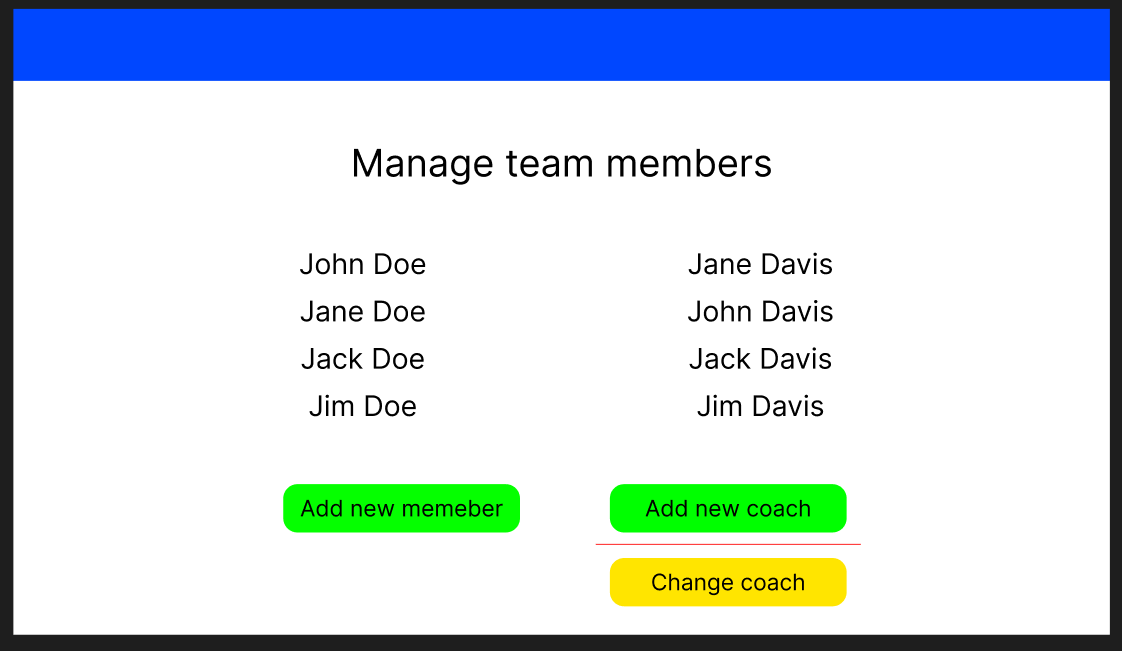 Manage team members
John Doe
Jane Doe
Jack Doe
Jim Doe
Jane Davis
John Davis
Jack Davis
Jim Davis
Add new memeber
Add new coach
Change coach